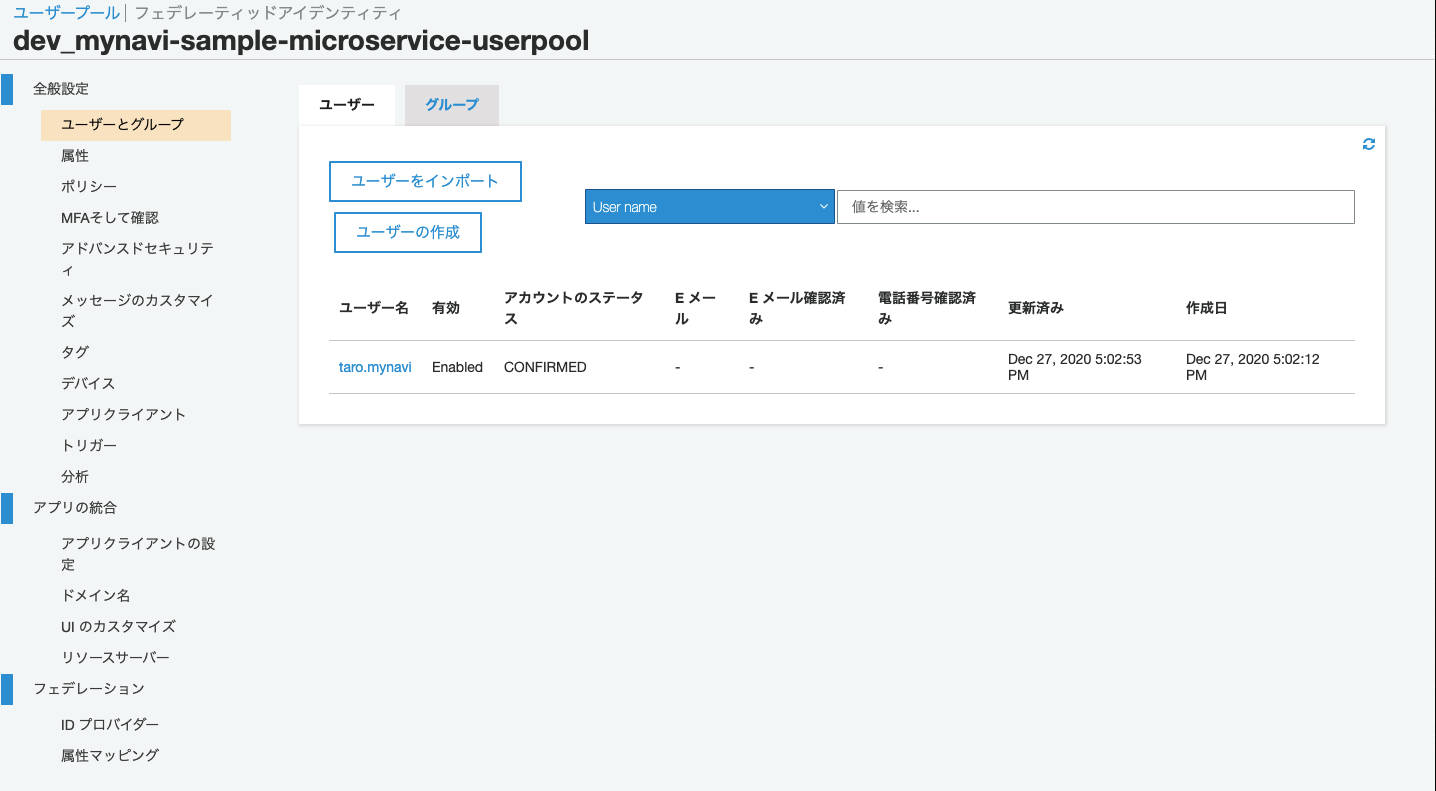 ユーザープール | フェデレーティッドアイデンティティ
dev_mynavi-sample-microservice-userpool
全般設定
ユーザーとグループ
属性
ポリシー
MFAそして確認
アドバンスドセキュリテ
ィ
メッセージのカスタマイ
ズ
タグ
デバイス
アプリクライアント
トリガー
分析
アプリの統合
アプリクライアントの設
定
ドメイン名
UI のカスタマイズ
リソースサーバー
フェデレーション
ID プロバイダー
属性マッピング
ユーザー グループ
ユーザーをインポート
ユーザーの作成
User name 値を検索...
ユーザー名 有効 アカウントのステータ
ス E メー
ル E メール確認済
み 電話番号確認済
み 更新済み 作成日
taro.mynavi Enabled CONFIRMED - - - Dec 27, 2020 5:02:53
PM Dec 27, 2020 5:02:12
PM